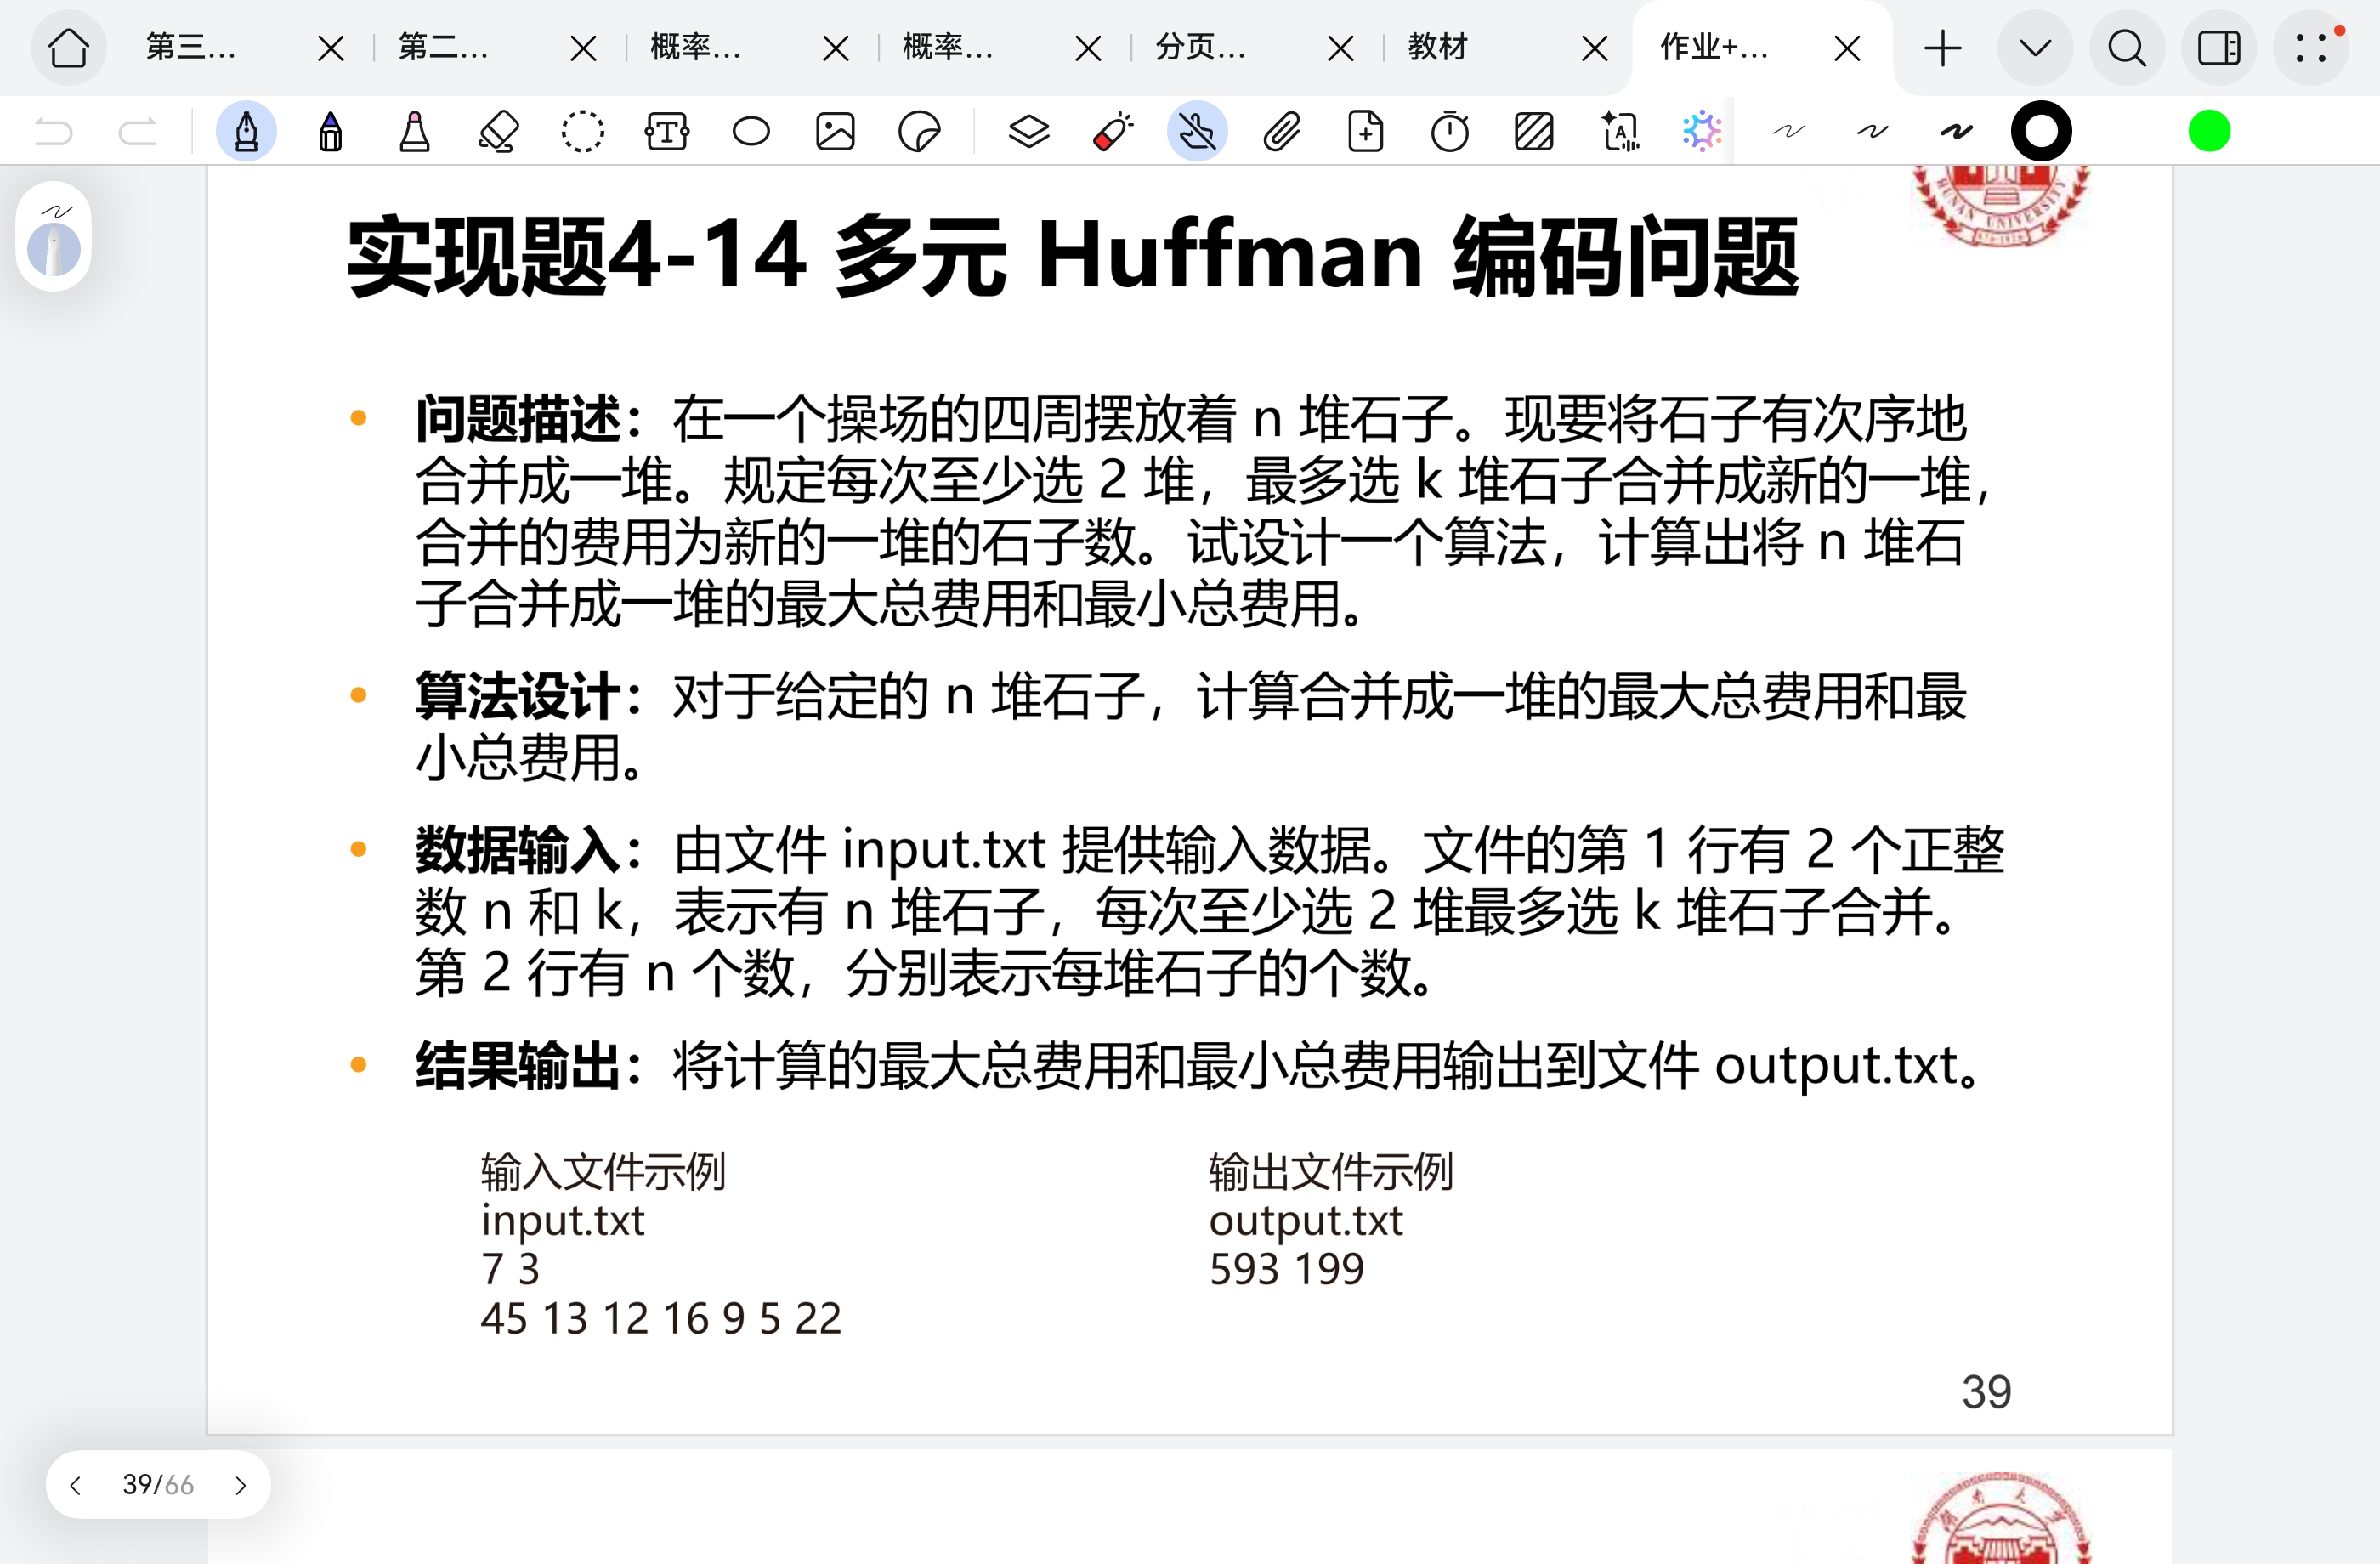 第三...
第二...
概率...
概率...
分页...
教材
作业+...
HUNAN UNIVERSITY
实现题4-14 多元 Huffman 编码问题
• 问题描述：在一个操场的四周摆放着 n 堆石子。现要将石子有次序地
合并成一堆。规定每次至少选 2 堆，最多选 k 堆石子合并成新的一堆，
合并的费用为新的一堆的石子数。试设计一个算法，计算出将 n 堆石
子合并成一堆的最大总费用和最小总费用。
• 算法设计：对于给定的 n 堆石子，计算合并成一堆的最大总费用和最
小总费用。
• 数据输入：由文件 input.txt 提供输入数据。文件的第 1 行有 2 个正整
数 n 和 k，表示有 n 堆石子，每次至少选 2 堆最多选 k 堆石子合并。
第 2 行有 n 个数，分别表示每堆石子的个数。
• 结果输出：将计算的最大总费用和最小总费用输出到文件 output.txt。
输入文件示例
input.txt
7 3
45 13 12 16 9 5 22
输出文件示例
output.txt
593 199
39
39/66